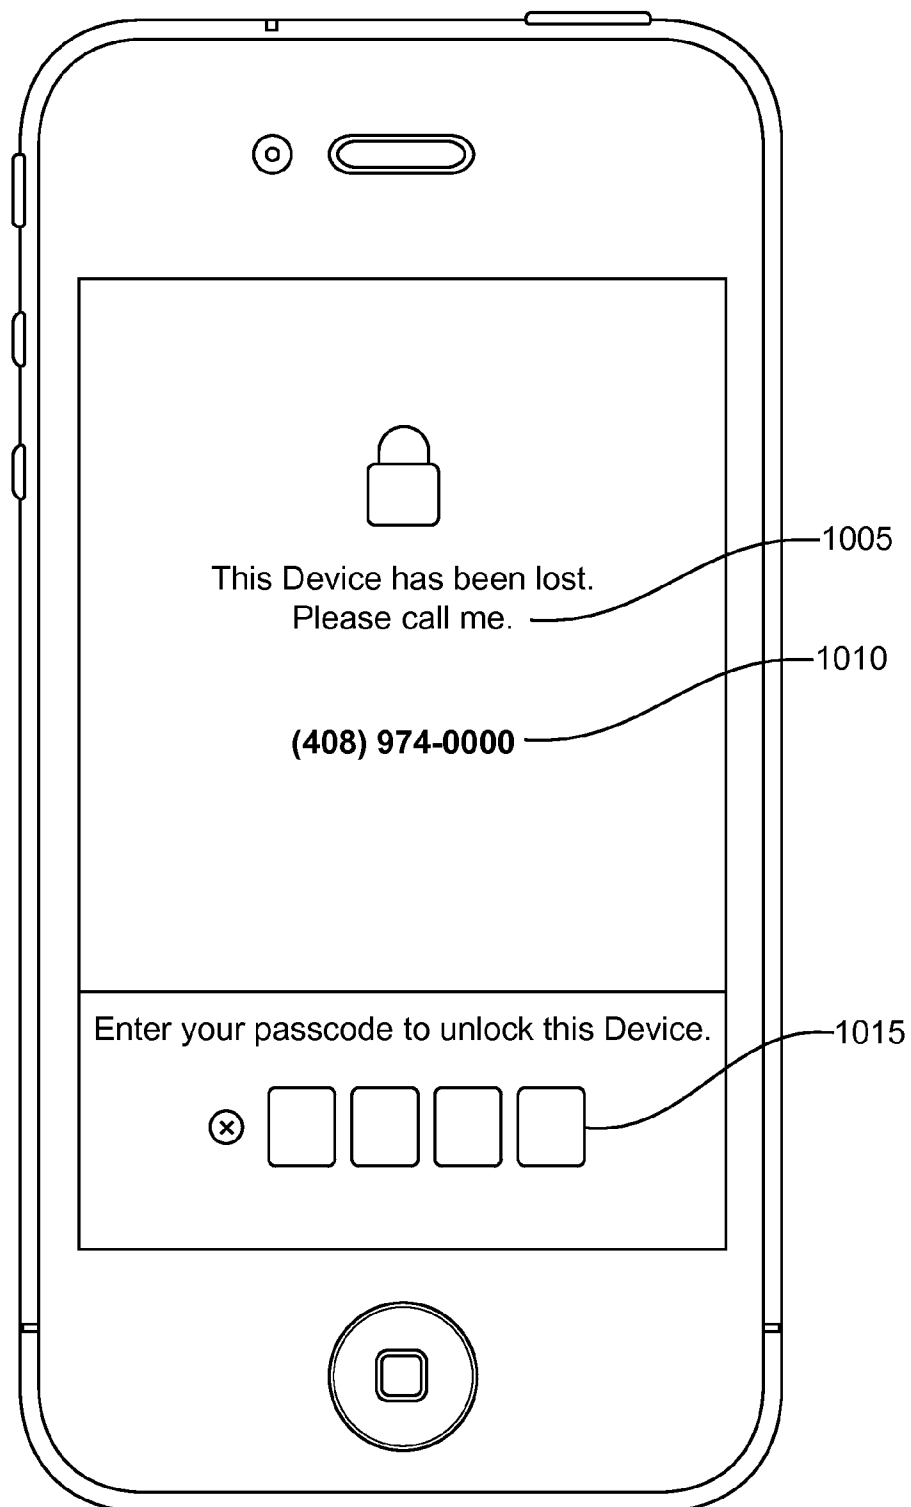 This Device has been lost.
Please call me.
1005
1010
(408) 974-0000
Enter your passcode to unlock this Device.
1015